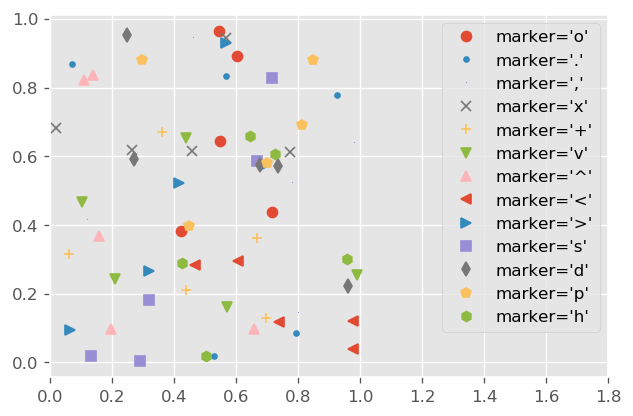 1.0
0.8
0.6
0.4
0.2
0.0
0.0 0.2 0.4 0.6 0.8 1.0 1.2 1.4 1.6 1.8
marker='o'
marker='.'
marker=','
marker='x'
marker='+'
marker='v'
marker='^'
marker='<'
marker='>'
marker='s'
marker='d'
marker='p'
marker='h'